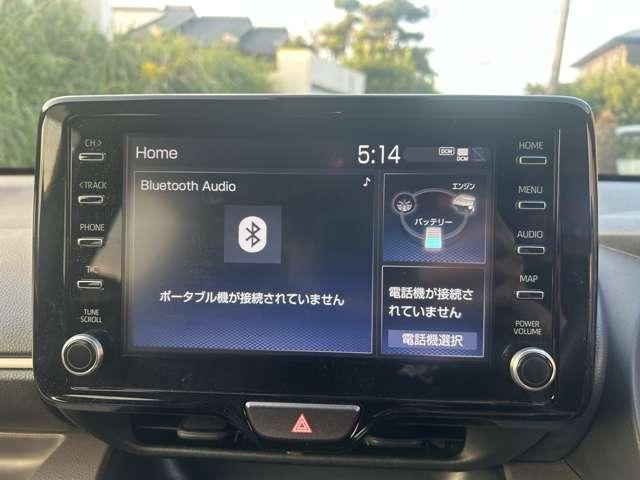 CH>
<TRACK
PHONE
T·C
TUNE
SCROLL
Home
5:14
DCM
DCM
Bluetooth Audio
♪
ポータブル機が接続されていません
エンジン
バッテリー
電話機が接続さ
れていません
電話機選択
HOME
MENU
AUDIO
MAP
POWER
VOLUME